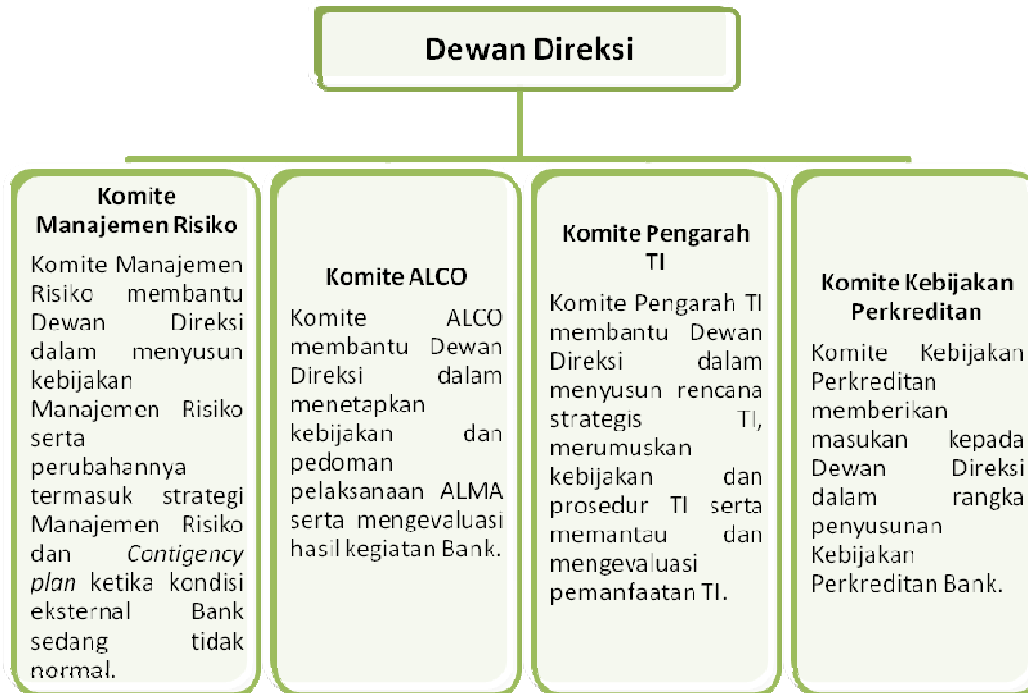 Dewan Direksi
Komite
Manajemen Risiko
Komite Manajemen
Risiko membantu
Dewan Direksi
dalam menyusun
kebijakan
Manajemen Risiko
serta
perubahannya
termasuk strategi
Manajemen Risiko
dan Contigency
plan ketika kondisi
eksternal Bank
sedang tidak
normal.
Komite ALCO
Komite ALCO
membantu Dewan
Direksi dalam
menetapkan
kebijakan dan
pedoman
pelaksanaan ALMA
serta mengevaluasi
hasil kegiatan Bank.
Komite Pengarah
TI
Komite Pengarah TI
membantu Dewan
Direksi dalam
menyusun rencana
strategis TI,
merumuskan
kebijakan dan
prosedur TI serta
memantau dan
mengevaluasi
pemanfaatan TI.
Komite Kebijakan
Perkreditan
Komite Kebijakan
Perkreditan
memberikan
masukan kepada
Dewan Direksi
dalam rangka
penyusunan
Kebijakan
Perkreditan Bank.